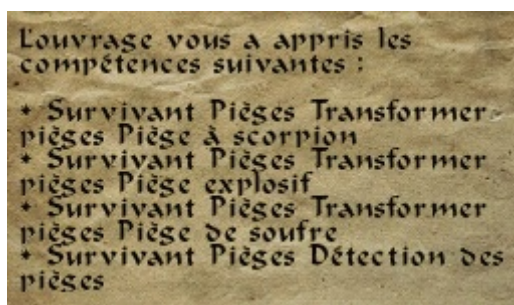 L'ouvrage vous a appris les
compétences suivantes :
* Survivant Pièges Transformer
pièges Piège à scorpion
* Survivant Pièges Transformer
pièges Piège explosif
* Survivant Pièges Transformer
pièges Piège de soufre
* Survivant Pièges Détection des
pièges